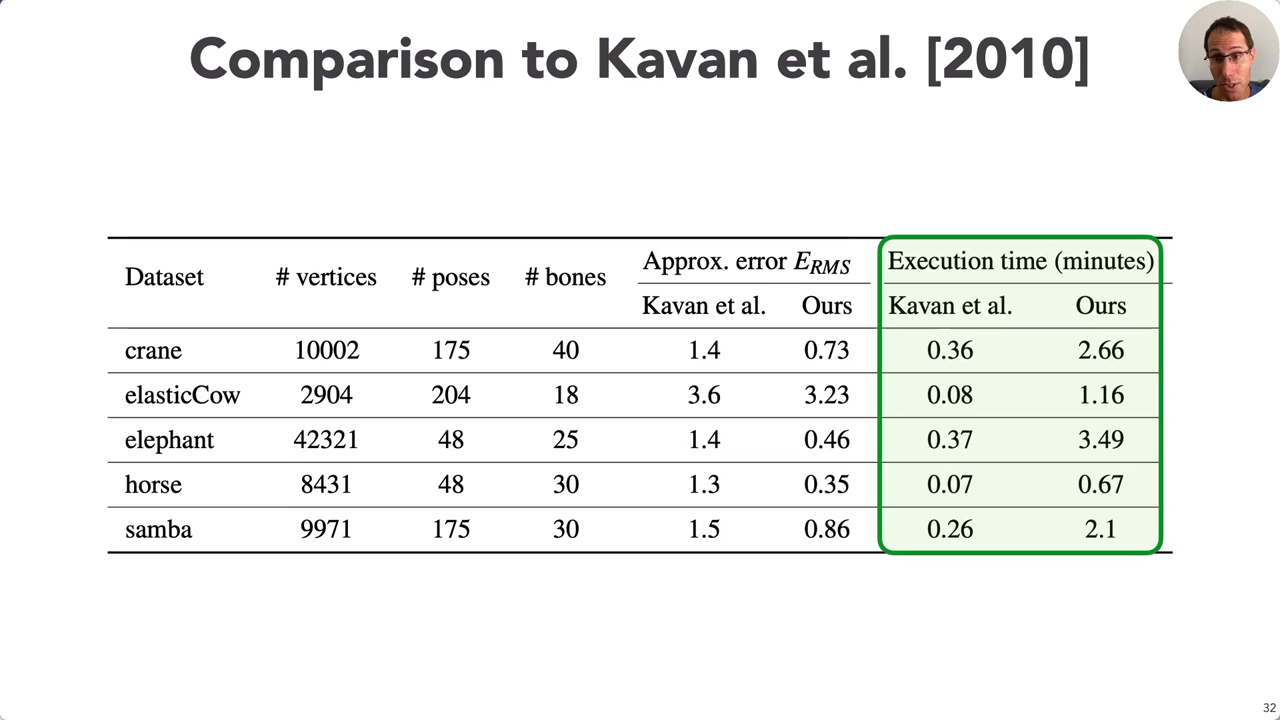 Comparison to Kavan et al. [2010]
Dataset # vertices # poses # bones Approx. error E_RMS Execution time (minutes)
Kavan et al. Ours Kavan et al. Ours
crane 10002 175 40 1.4 0.73 0.36 2.66
elasticCow 2904 204 18 3.6 3.23 0.08 1.16
elephant 42321 48 25 1.4 0.46 0.37 3.49
horse 8431 48 30 1.3 0.35 0.07 0.67
samba 9971 175 30 1.5 0.86 0.26 2.1
32